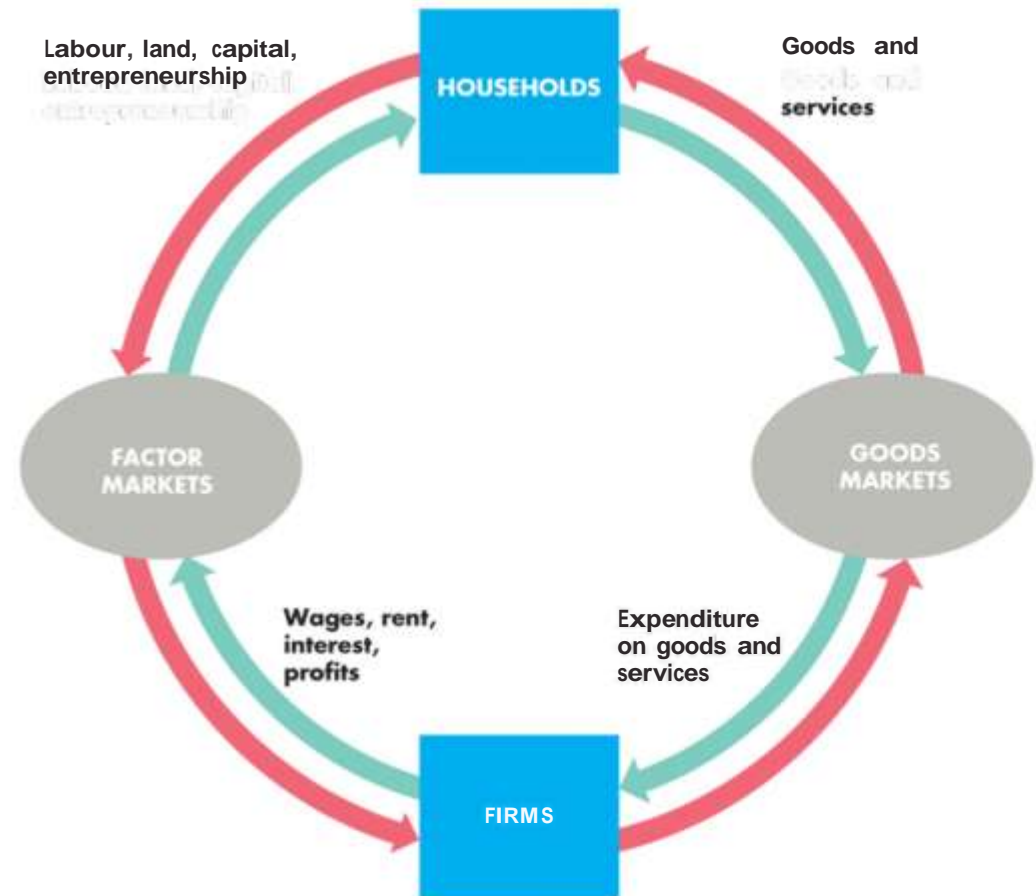 Labour, land, capital,
entrepreneurship
HOUSEHOLDS
Goods and
services
FACTOR
MARKETS
GOODS
MARKETS
Wages, rent,
interest,
profits
Expenditure
on goods and
services
FIRMS